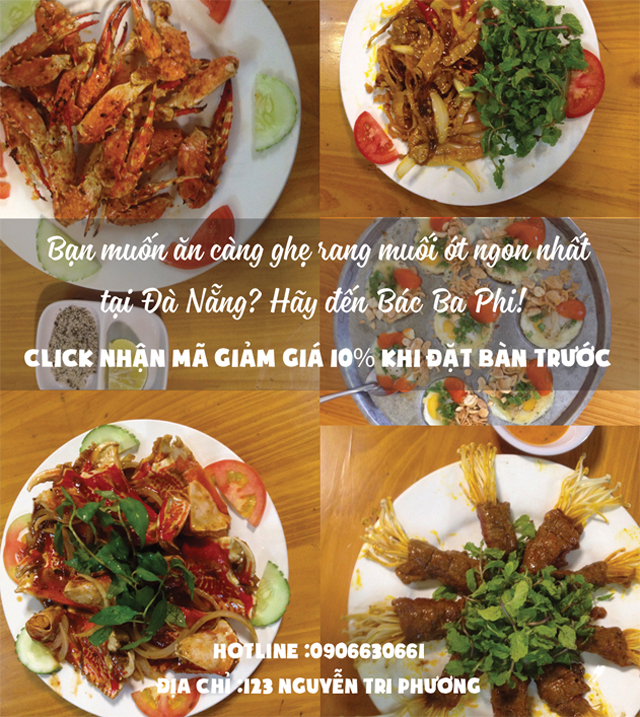 Bạn muốn ăn càng ghẹ rang muối ớt ngon nhất
tại Đà Nẵng? Hãy đến Bác Ba Phi!
CLICK NHẬN MÃ GIẢM GIÁ 10% KHI ĐẶT BÀN TRƯỚC
HOTLINE :0906630661
ĐỊA CHỈ :123 NGUYỄN TRI PHƯƠNG